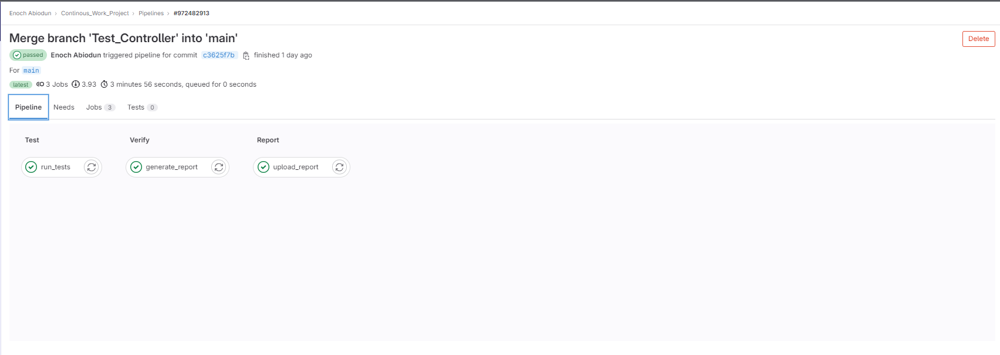 Enoch Abiodun › Continous_Work_Project › Pipelines › #972482913
Merge branch 'Test_Controller' into 'main'
Delete
passed Enoch Abiodun triggered pipeline for commit c3625f7b finished 1 day ago
For main
latest 3 Jobs 3.93 3 minutes 56 seconds, queued for 0 seconds
Pipeline Needs Jobs 3 Tests 0
Test Verify Report
run_tests generate_report upload_report